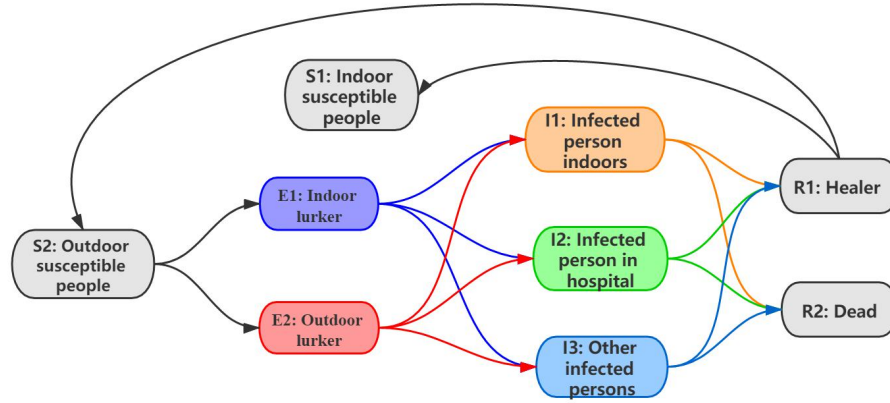 S1: Indoor
susceptible
people
S2: Outdoor
susceptible
people
E1: Indoor
lurker
E2: Outdoor
lurker
I1: Infected
person
indoors
I2: Infected
person in
hospital
I3: Other
infected
persons
R1: Healer
R2: Dead